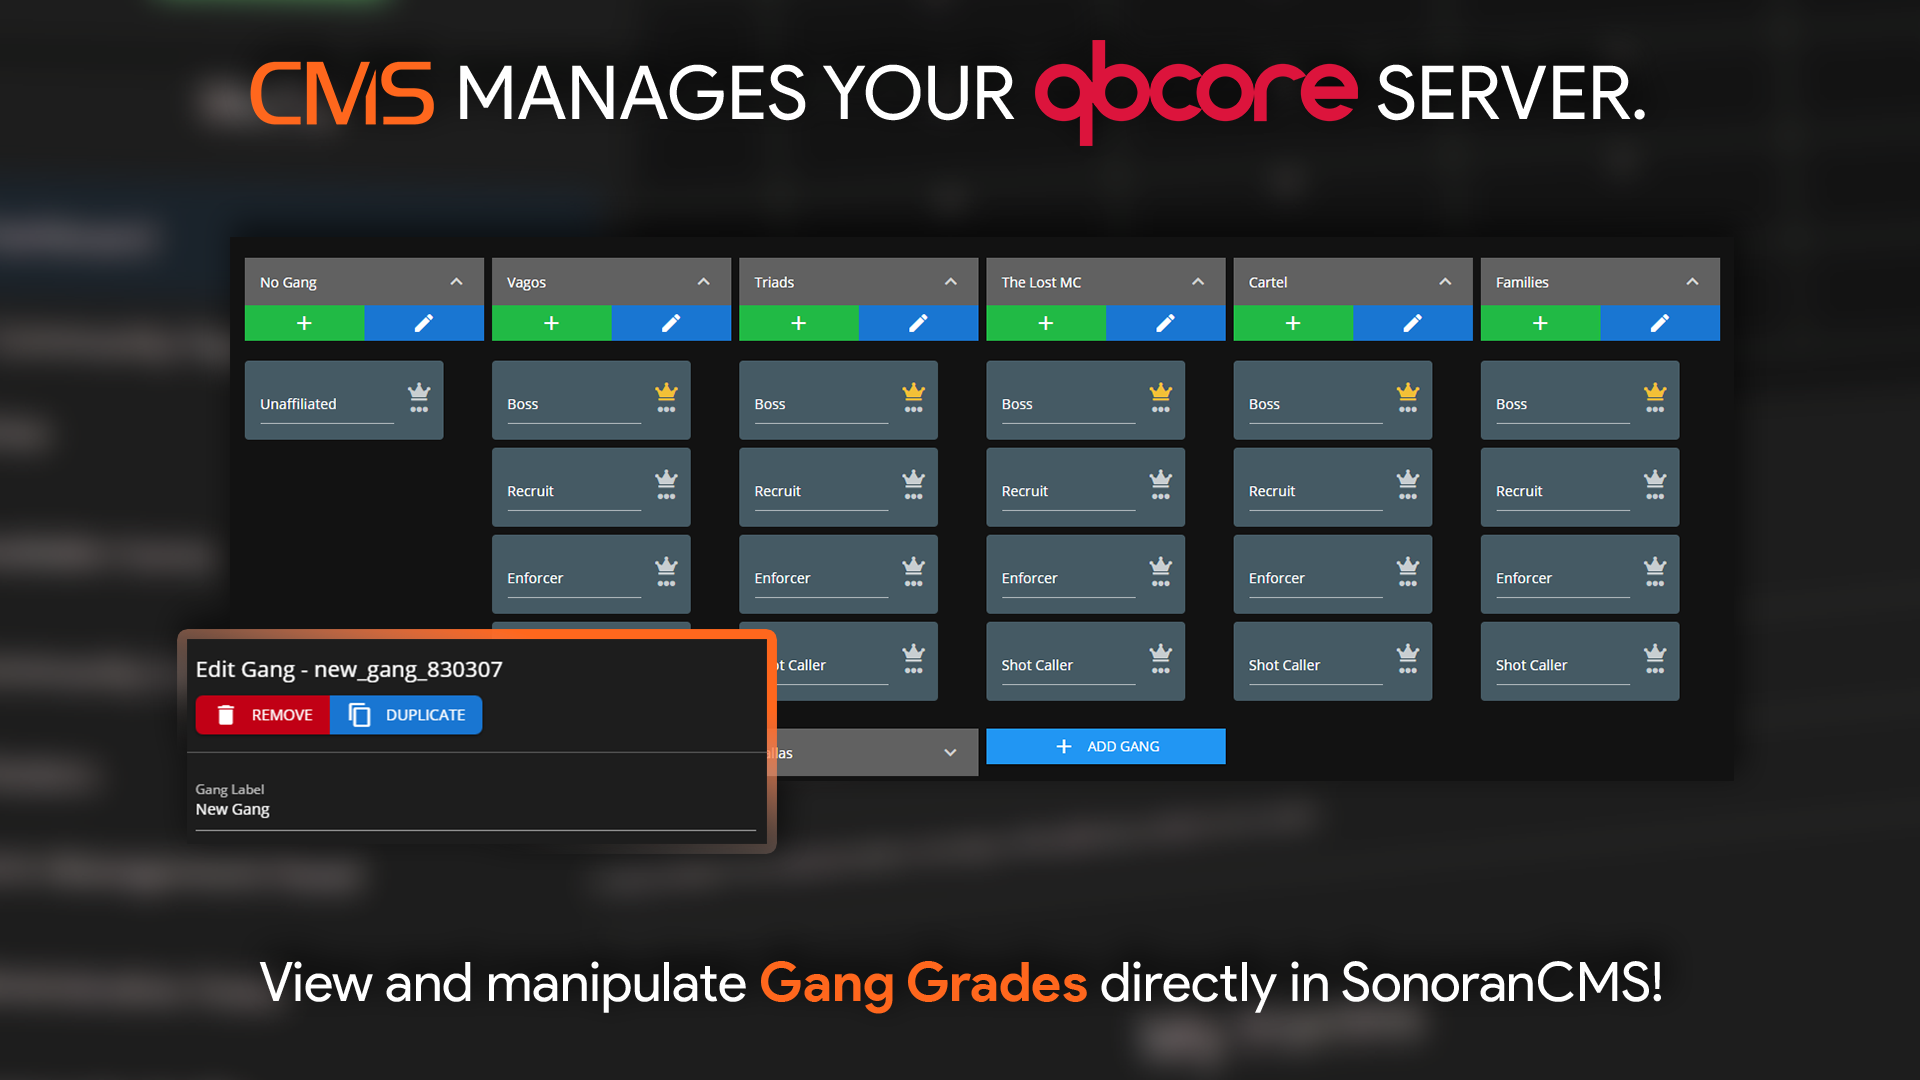 CMS MANAGES YOUR qbcore SERVER.
No Gang
Vagos
Triads
The Lost MC
Cartel
Families
Unaffiliated
Boss
Boss
Boss
Boss
Boss
Recruit
Recruit
Recruit
Recruit
Recruit
Enforcer
Enforcer
Enforcer
Enforcer
Enforcer
Caller
Shot Caller
Shot Caller
Shot Caller
Edit Gang - new_gang_830307
REMOVE
DUPLICATE
ADD GANG
Gang Label
New Gang
View and manipulate Gang Grades directly in SonoranCMS!